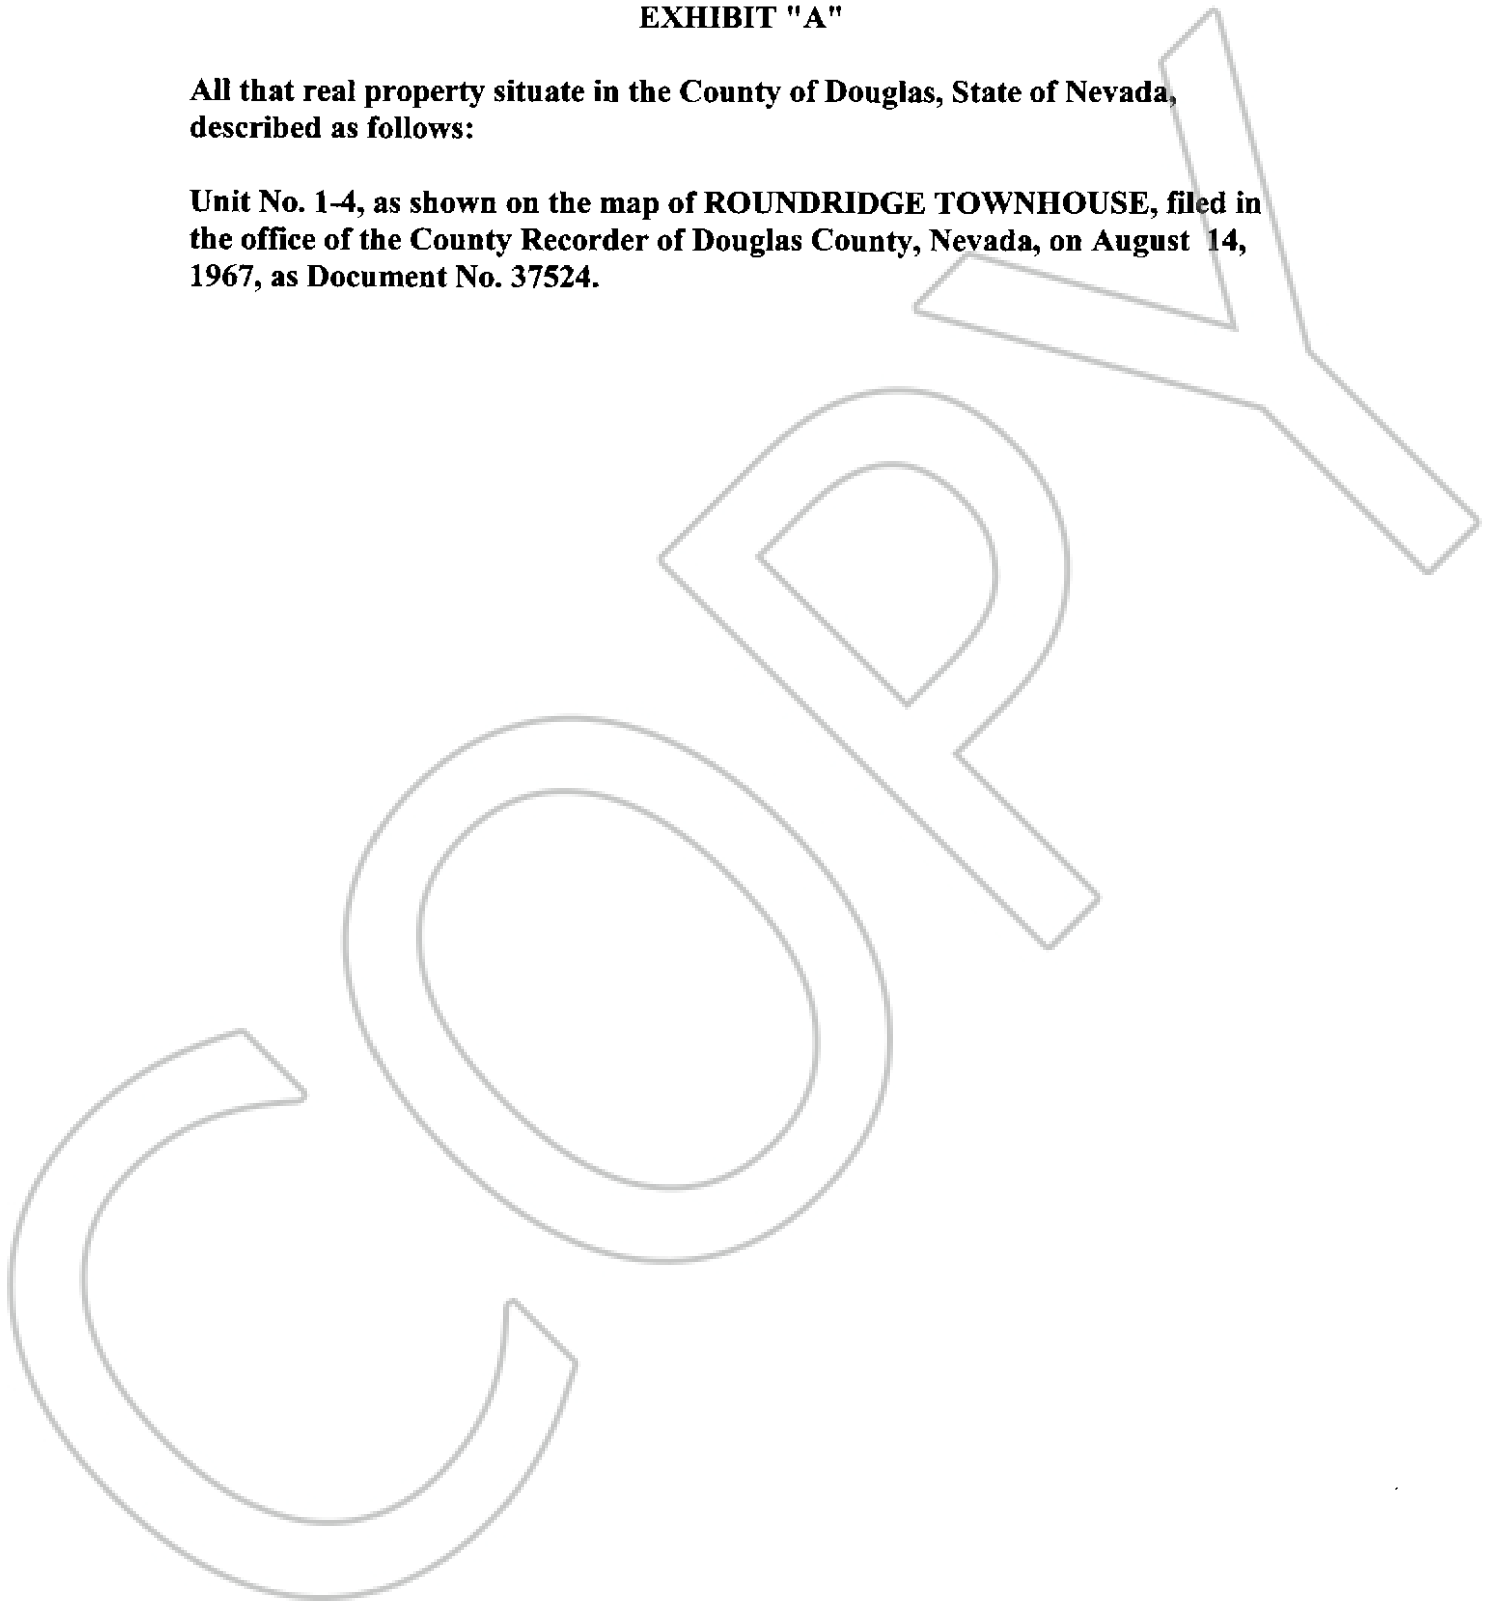 EXHIBIT "A"
All that real property situate in the County of Douglas, State of Nevada,
described as follows:
Unit No. 1-4, as shown on the map of ROUNDRIDGE TOWNHOUSE, filed in
the office of the County Recorder of Douglas County, Nevada, on August 14,
1967, as Document No. 37524.
COPY